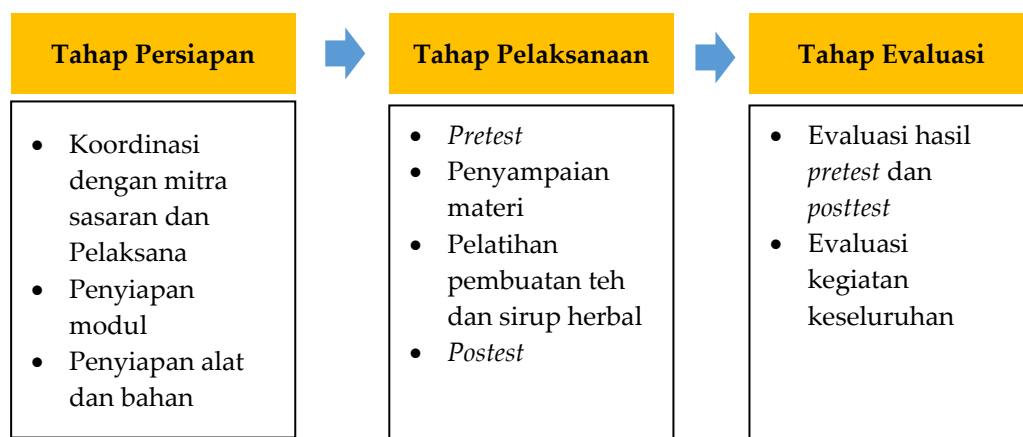 Tahap Persiapan
• Koordinasi
dengan mitra
sasaran dan
Pelaksana
• Penyiapan
modul
• Penyiapan alat
dan bahan
Tahap Pelaksanaan
• Pretest
• Penyampaian
materi
• Pelatihan
pembuatan teh
dan sirup herbal
• Postest
Tahap Evaluasi
• Evaluasi hasil
pretest dan
posttest
• Evaluasi
kegiatan
keseluruhan